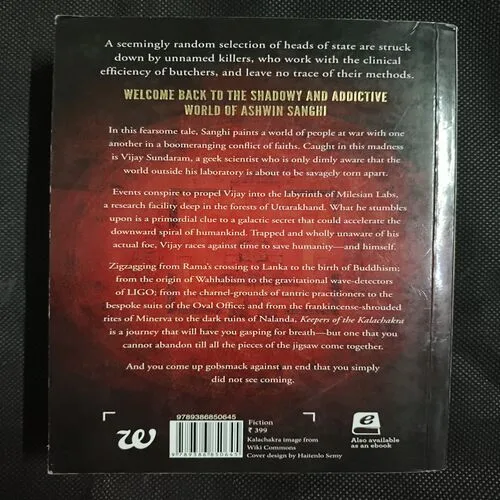 A seemingly random selection of heads of state are struck
down by unnamed killers, who work with the clinical
efficiency of butchers, and leave no trace of their methods.
WELCOME BACK TO THE SHADOWY AND ADDICTIVE
WORLD OF ASHWIN SANGHI
In this fearsome tale, Sanghi paints a world of people at war with one
another in a boomeranging conflict of faiths. Caught in this madness
is Vijay Sundaram, a geek scientist who is only dimly aware that the
world outside his laboratory is about to be savagely torn apart.
Events conspire to propel Vijay into the labyrinth of Milesian Labs,
a research facility deep in the forests of Uttarakhand. What he stumbles
upon is a primordial clue to a galactic secret that could accelerate the
downward spiral of humankind. Trapped and wholly unaware of his
actual foe, Vijay races against time to save humanity—and himself.
Zigzagging from Rama's crossing to Lanka to the birth of Buddhism;
from the origin of Wahhabism to the gravitational wave-detectors
of LIGO; from the charnel-grounds of tantric practitioners to the
bespoke suits of the Oval Office; and from the frankincense-shrouded
rites of Minerva to the dark ruins of Nalanda, Keepers of the Kalachakra
is a journey that will have you gasping for breath—but one that you
cannot abandon till all the pieces of the jigsaw come together.
And you come up gobsmack against an end that you simply
did not see coming.
w
9789386850645
9 789386 850645
Fiction
₹ 399
Kalachakra image from
Wiki Commons
Cover design by Haitenlo Semy
e
Also available
as an ebook